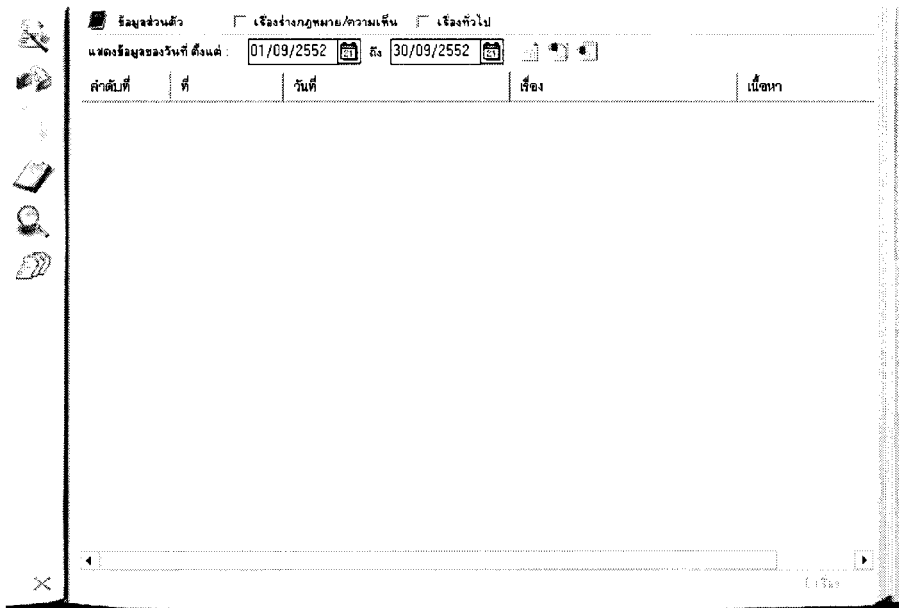 ข้อมูลส่วนตัว เรื่องร่างกฎหมาย/ความเห็น เรื่องทั่วไป
แสดงข้อมูลของวันที่ ตั้งแต่ : 01/09/2552 ถึง 30/09/2552
ลำดับที่ ที่ วันที่ เรื่อง เนื้อหา